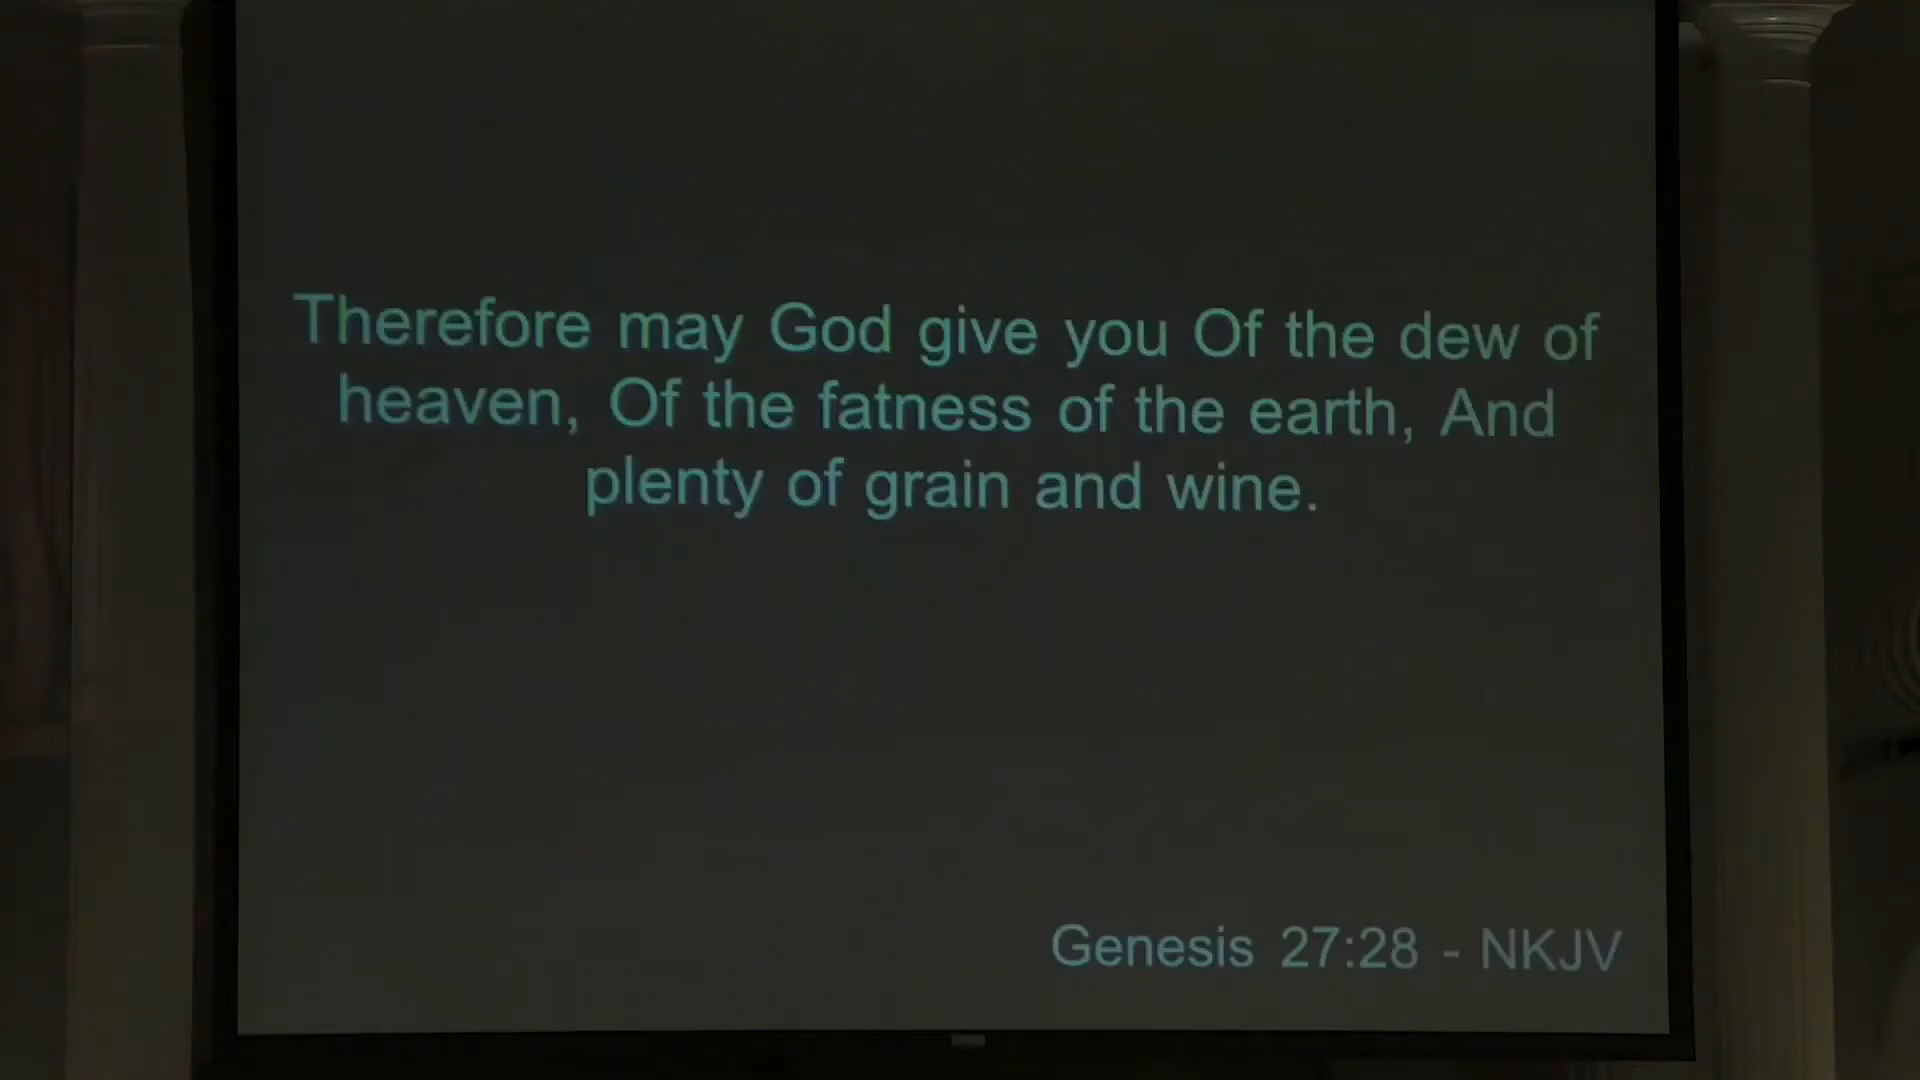 Therefore may God give you Of the dew of
heaven, Of the fatness of the earth, And
plenty of grain and wine.
Genesis 27:28 - NKJV